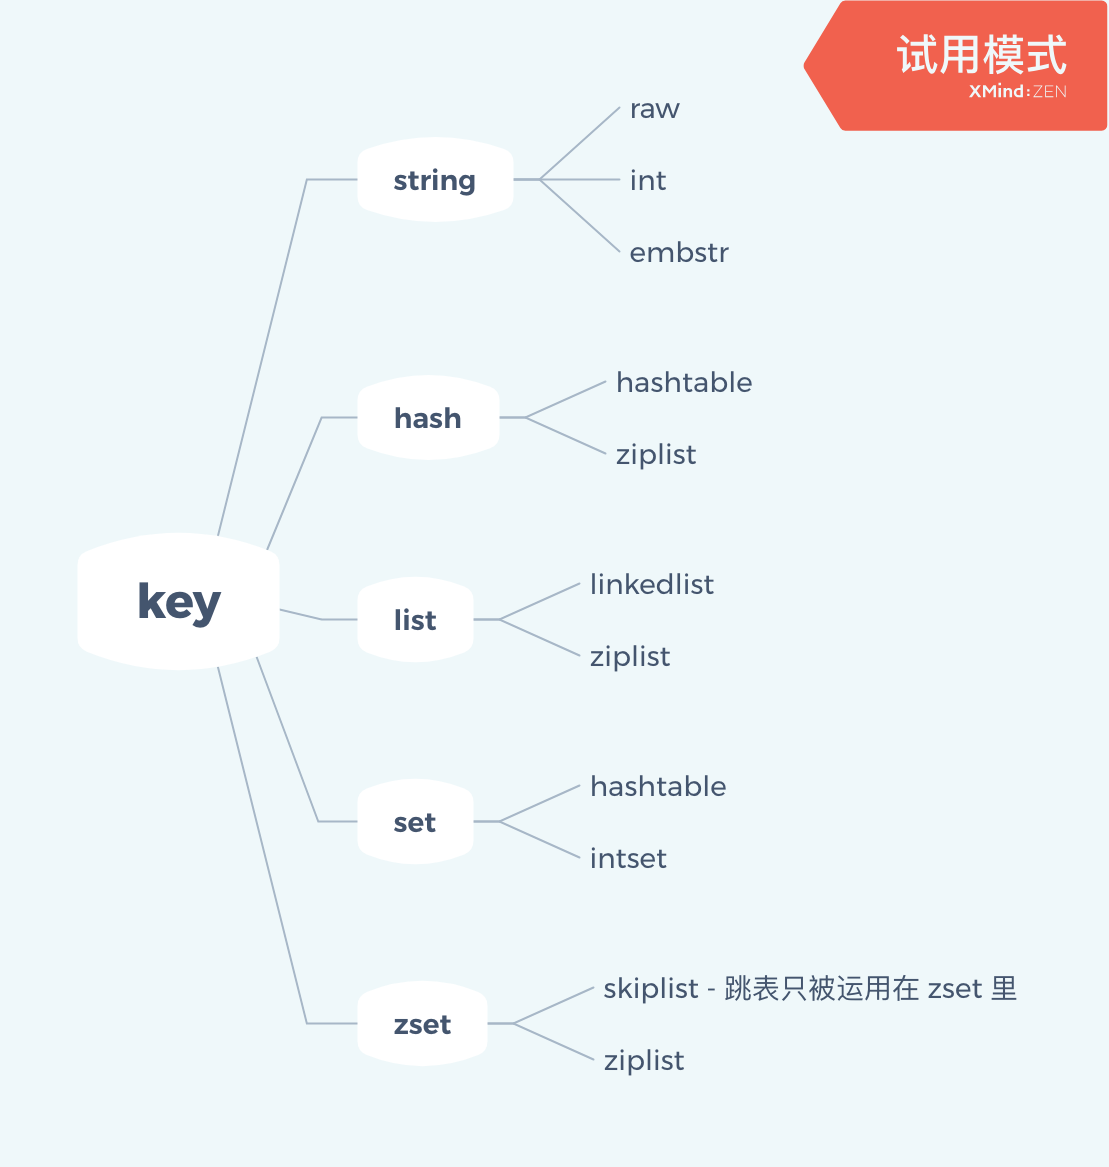 试用模式
XMind:ZEN
key
string
raw
int
embstr
hash
hashtable
ziplist
list
linkedlist
ziplist
set
hashtable
intset
zset
skiplist - 跳表只被运用在 zset 里
ziplist